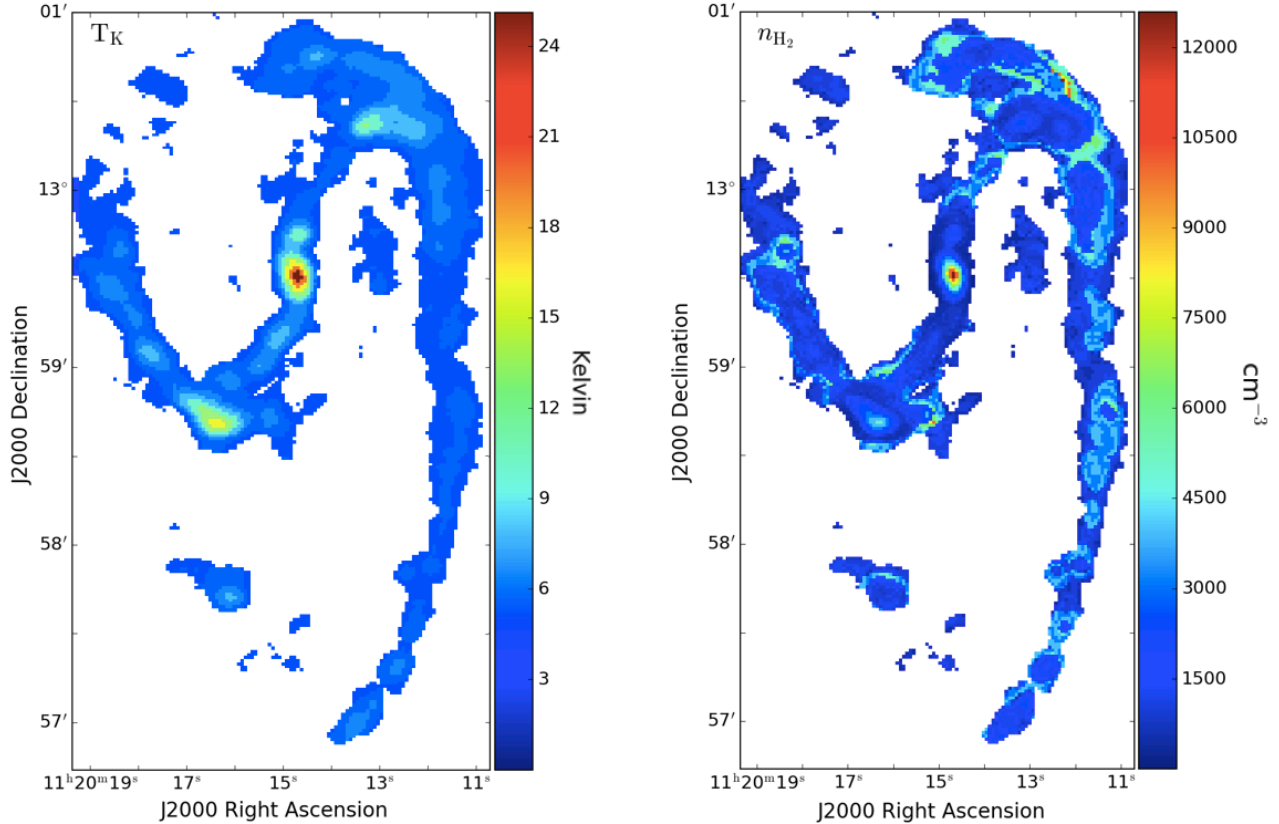 T_K
01′
13°
59′
58′
57′
J2000 Declination
11ʰ20ᵐ19ˢ
17ˢ
15ˢ
13ˢ
11ˢ
J2000 Right Ascension
24
21
18
15
12
9
6
3
Kelvin
n_H₂
01′
13°
59′
58′
57′
J2000 Declination
11ʰ20ᵐ19ˢ
17ˢ
15ˢ
13ˢ
11ˢ
J2000 Right Ascension
12000
10500
9000
7500
6000
4500
3000
1500
cm⁻³